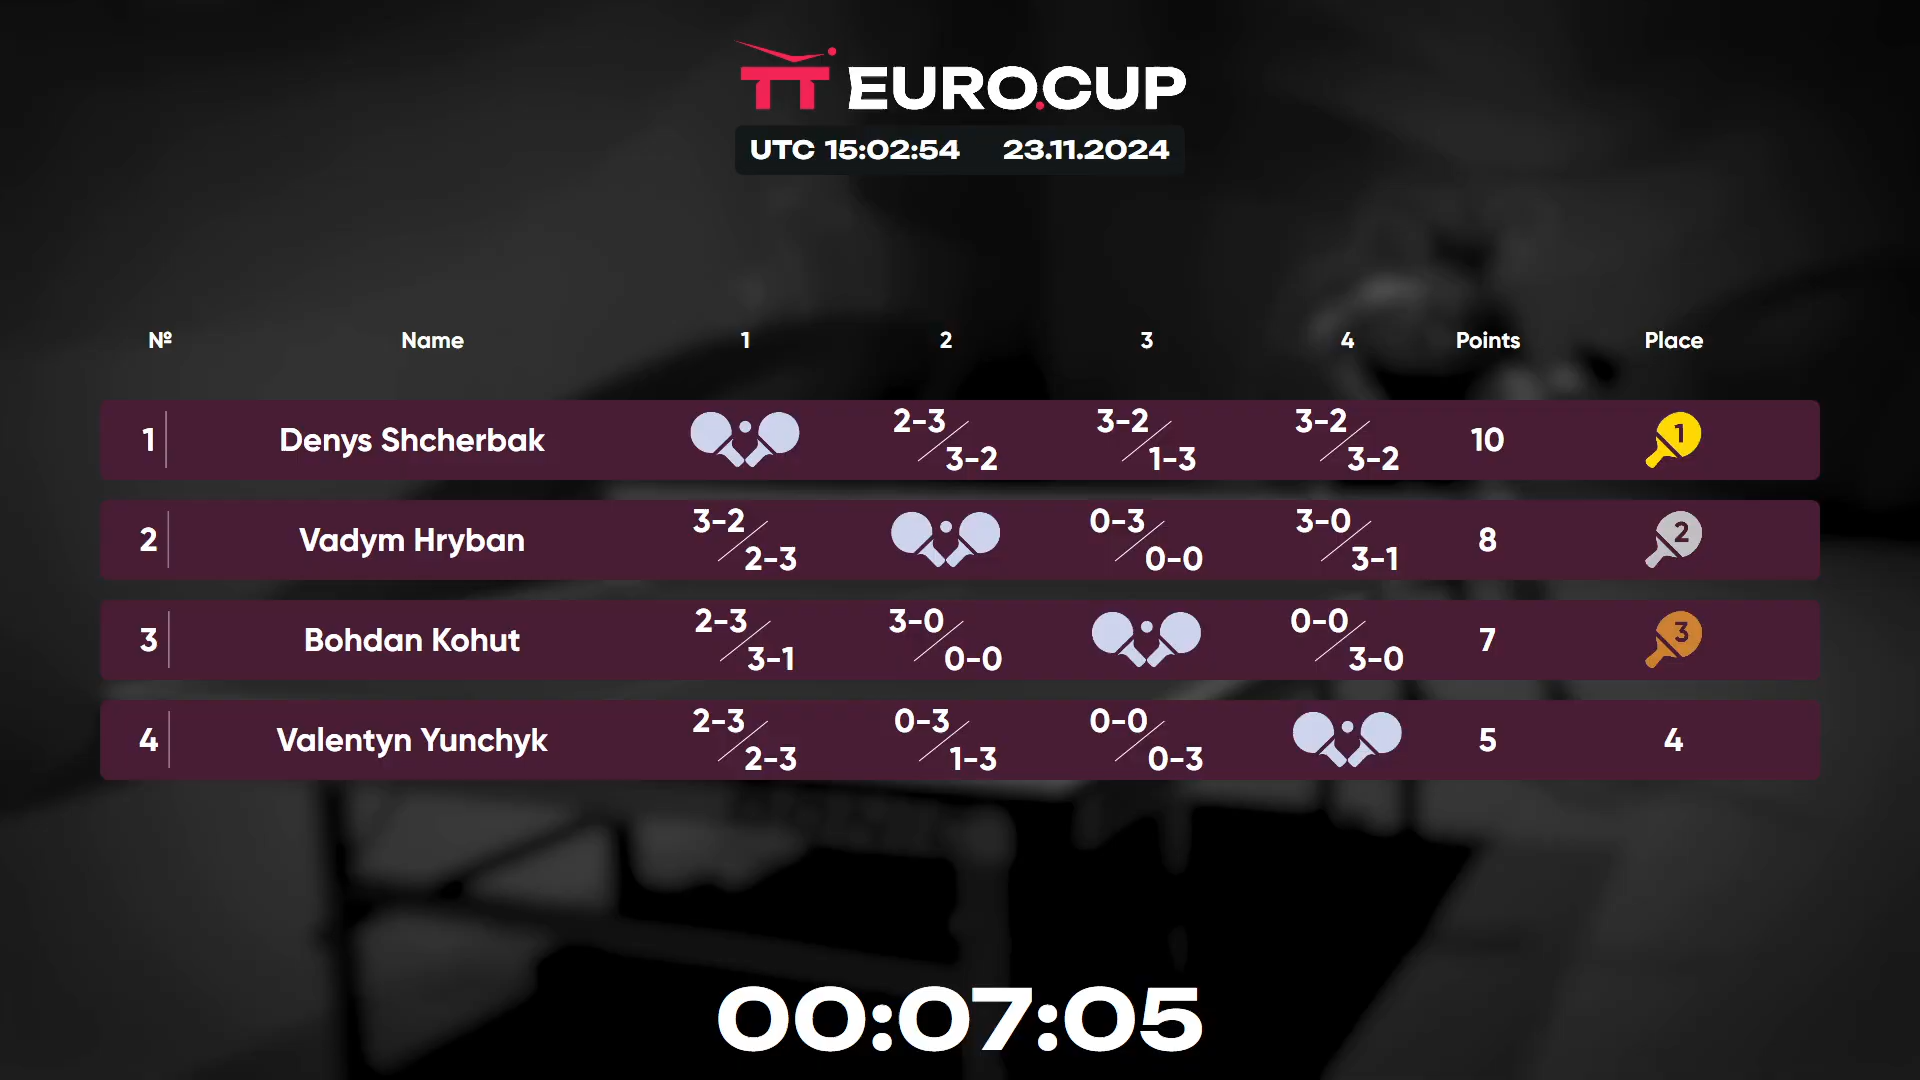 TT EURO.CUP
UTC 15:02:54 23.11.2024
№ Name 1 2 3 4 Points Place
1 Denys Shcherbak 2-3 / 3-2 3-2 / 1-3 3-2 / 3-2 10 1
2 Vadym Hryban 3-2 / 2-3 0-3 / 0-0 3-0 / 3-1 8 2
3 Bohdan Kohut 2-3 / 3-1 3-0 / 0-0 0-0 / 3-0 7 3
4 Valentyn Yunchyk 2-3 / 2-3 0-3 / 1-3 0-0 / 0-3 5 4
00:07:05